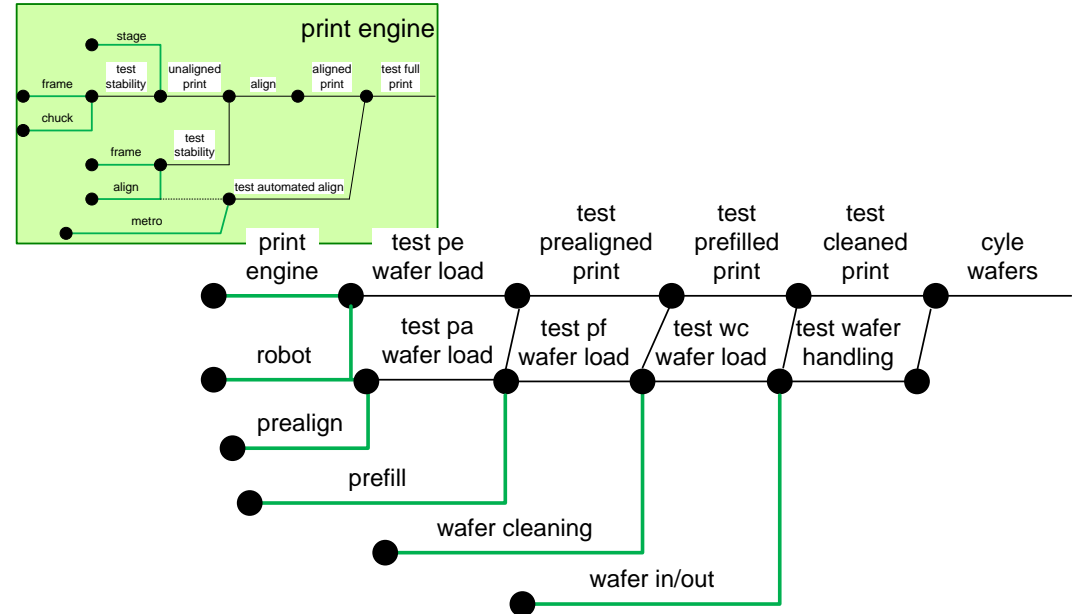 print engine
stage
test
stability
unaligned
print
align
aligned
print
test full
print
frame
chuck
test
stability
frame
align
test automated align
metro
print
engine
test pe
wafer load
test
prealigned
print
test
prefilled
print
test
cleaned
print
cyle
wafers
robot
test pa
wafer load
test pf
wafer load
test wc
wafer load
test wafer
handling
prealign
prefill
wafer cleaning
wafer in/out